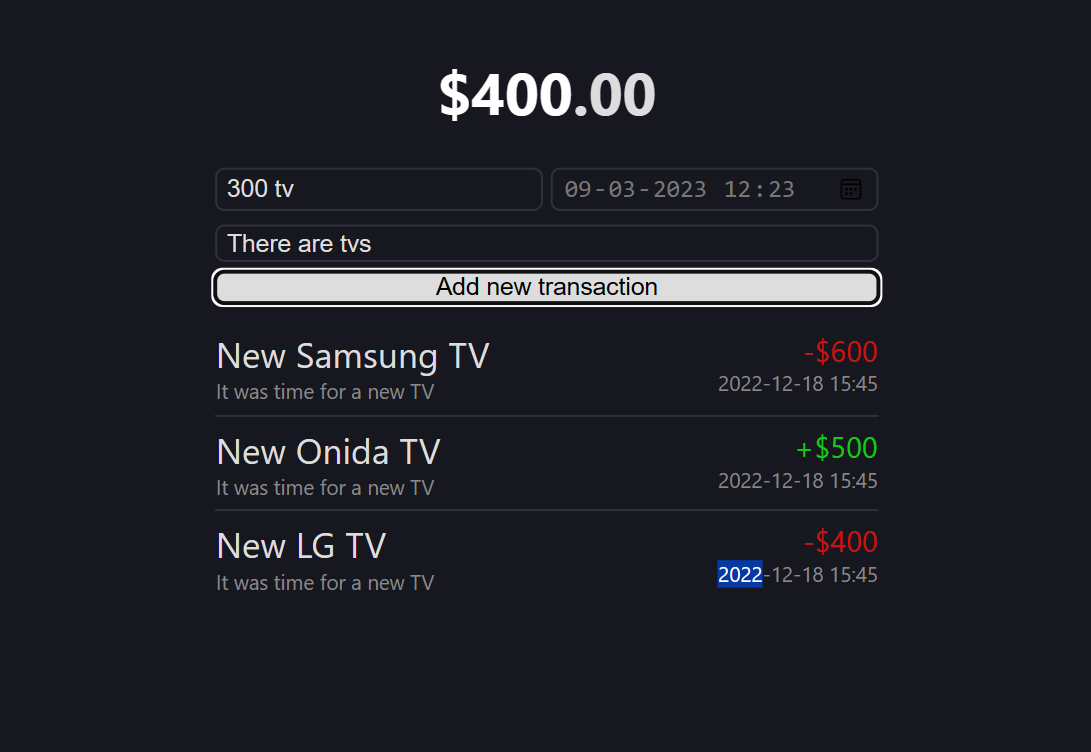 $400.00
300 tv 09-03-2023 12:23
There are tvs
Add new transaction
New Samsung TV -$600
It was time for a new TV 2022-12-18 15:45
New Onida TV +$500
It was time for a new TV 2022-12-18 15:45
New LG TV -$400
It was time for a new TV 2022-12-18 15:45